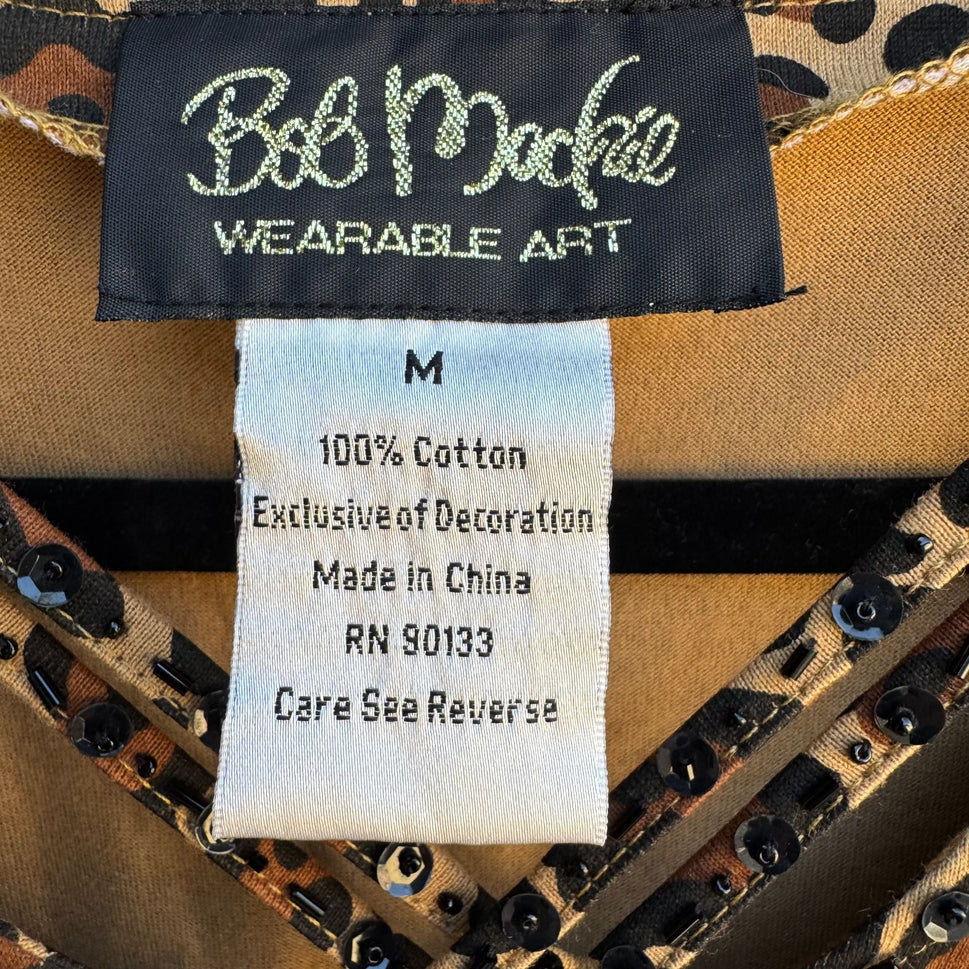 Bob Mackie
WEARABLE ART
M
100% Cotton
Exclusive of Decoration
Made In China
RN 90133
Care See Reverse